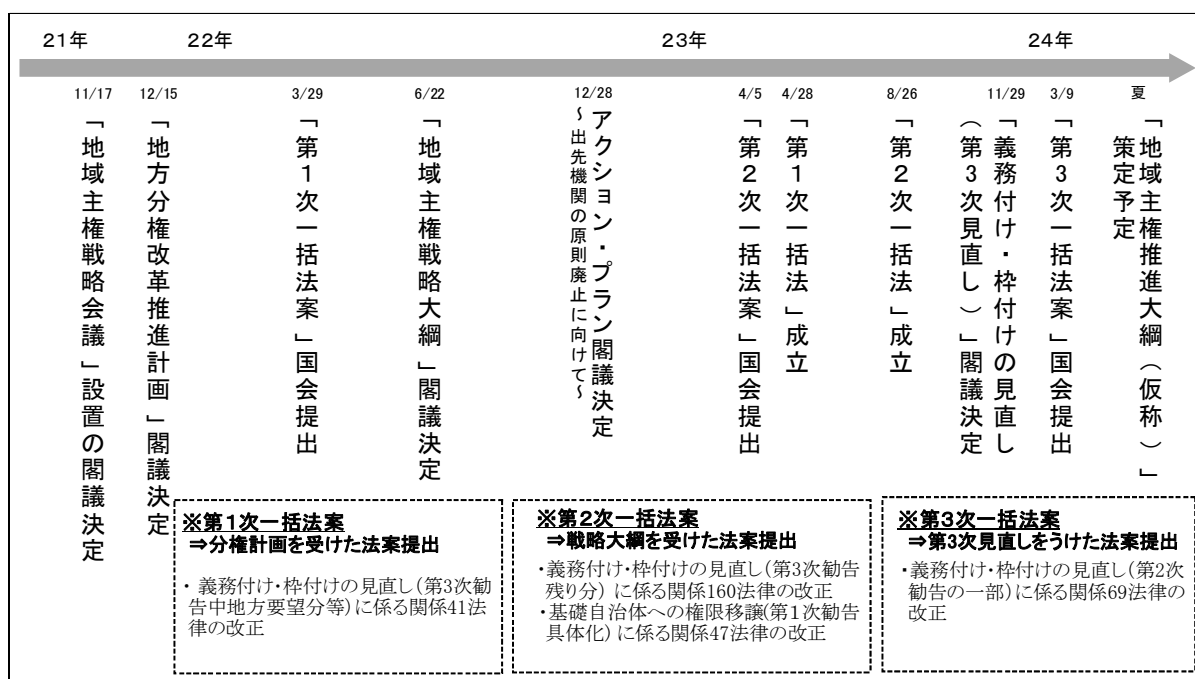 21年
22年
23年
24年
11/17
「地域主権戦略会議」設置の閣議決定
12/15
「地方分権改革推進計画」閣議決定
3/29
「第1次一括法案」国会提出
6/22
「地域主権戦略大綱」閣議決定
12/28
アクション・プラン閣議決定
~出先機関の原則廃止に向けて~
4/5
「第2次一括法案」国会提出
4/28
「第1次一括法」成立
8/26
「第2次一括法」成立
11/29
「義務付け・枠付けの見直し
(第3次見直し)」閣議決定
3/9
「第3次一括法案」国会提出
夏
「地域主権推進大綱(仮称)」
策定予定
※第1次一括法案
⇒分権計画を受けた法案提出
・ 義務付け・枠付けの見直し(第3次勧
告中地方要望分等)に係る関係41法
律の改正
※第2次一括法案
⇒戦略大綱を受けた法案提出
・義務付け・枠付けの見直し(第3次勧告
残り分)に係る関係160法律の改正
・基礎自治体への権限移譲(第1次勧告
具体化)に係る関係47法律の改正
※第3次一括法案
⇒第3次見直しをうけた法案提出
・義務付け・枠付けの見直し(第2次
勧告の一部)に係る関係69法律の
改正